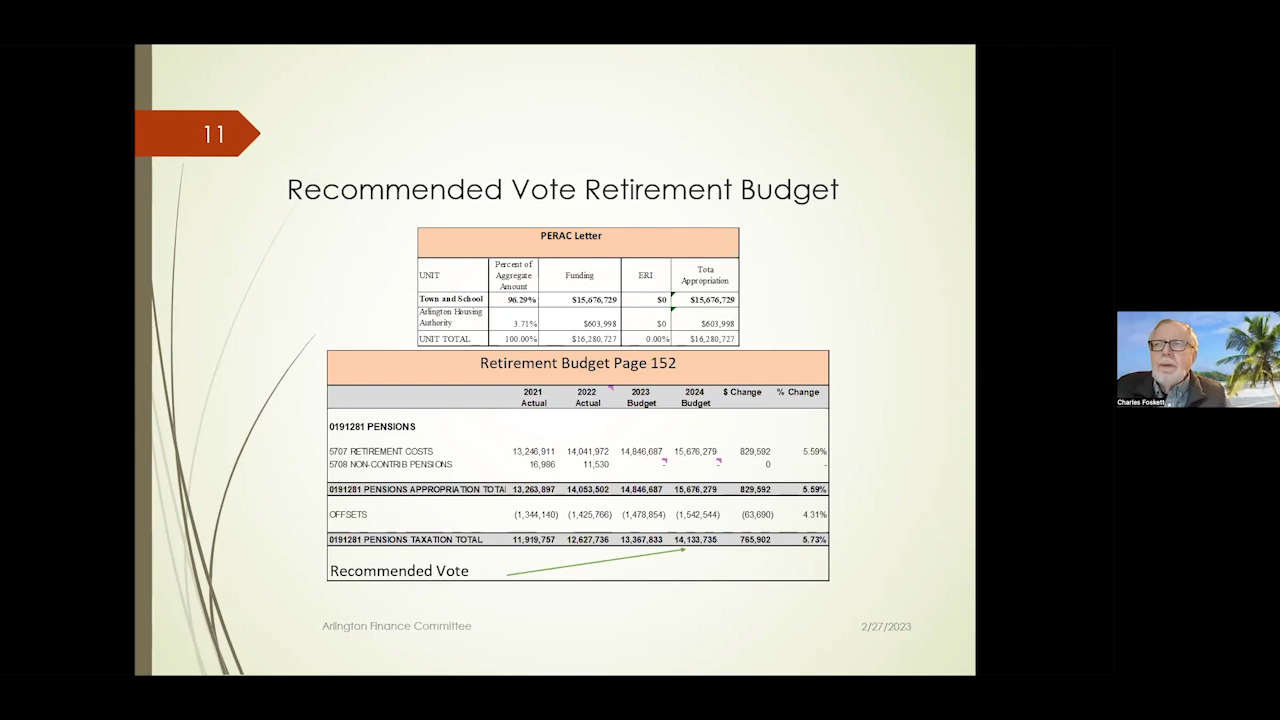 11
Recommended Vote Retirement Budget
PERAC Letter
UNIT Percent of Aggregate Amount Funding ERI Tota Appropriation
Town and School 96.29% $15,676,729 $0 $15,676,729
Arlington Housing Authority 3.71% $603,998 $0 $603,998
UNIT TOTAL 100.00% $16,280,727 0.00% $16,280,727
Retirement Budget Page 152
2021 Actual 2022 Actual 2023 Budget 2024 Budget $ Change % Change
0191281 PENSIONS
5707 RETIREMENT COSTS 13,246,911 14,041,972 14,846,687 15,676,279 829,592 5.59%
5708 NON-CONTRIB PENSIONS 16,986 11,530 - - 0 -
0191281 PENSIONS APPROPRIATION TOTA 13,263,897 14,053,502 14,846,687 15,676,279 829,592 5.59%
OFFSETS (1,344,140) (1,425,766) (1,478,854) (1,542,544) (63,690) 4.31%
0191281 PENSIONS TAXATION TOTAL 11,919,757 12,627,736 13,367,833 14,133,735 765,902 5.73%
Recommended Vote
Arlington Finance Committee
2/27/2023
Charles Foskett